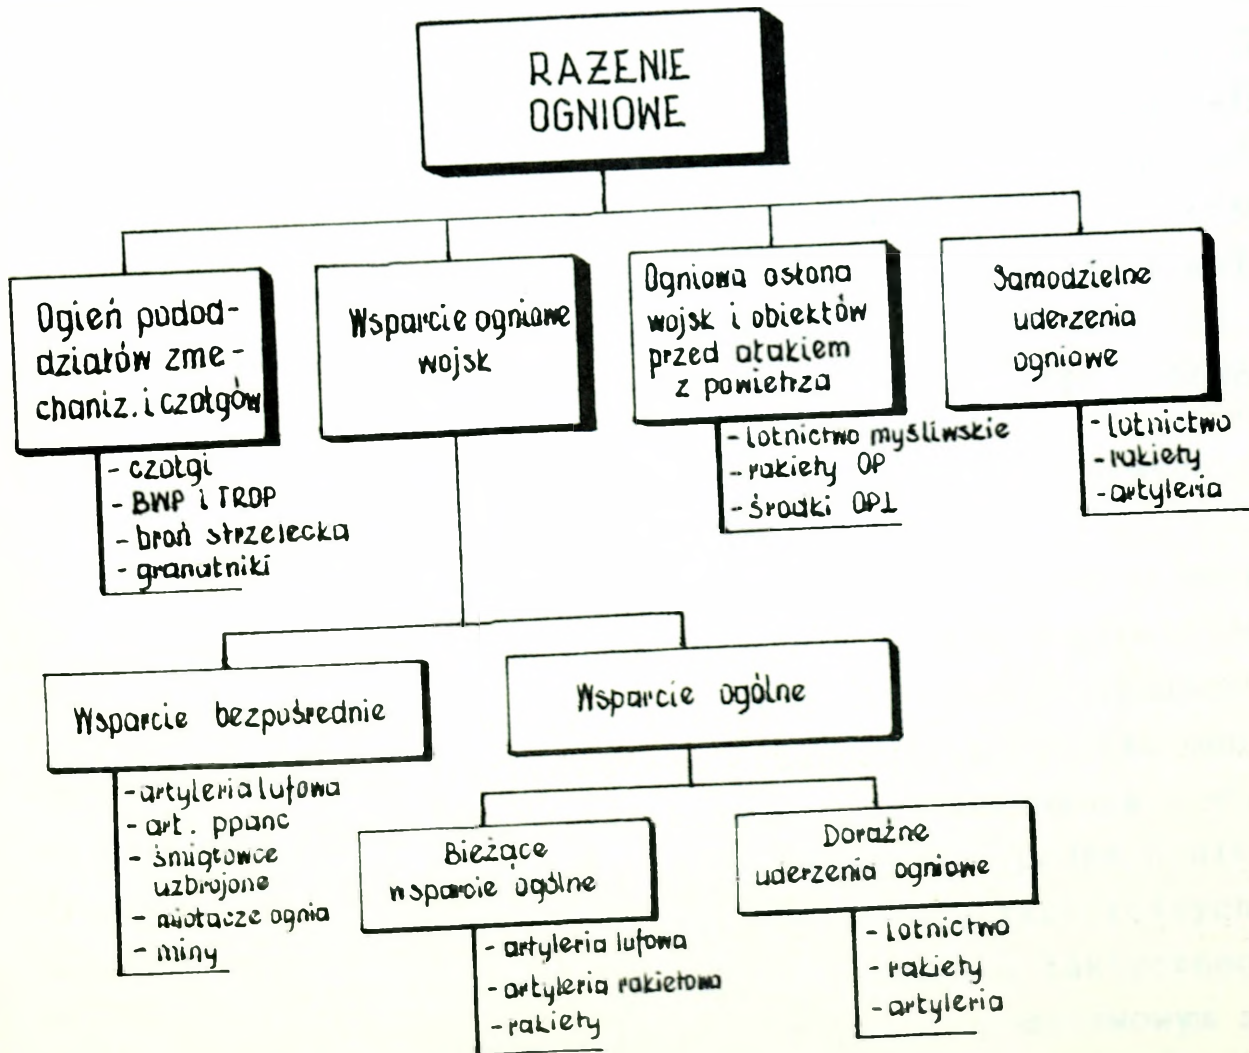 RAŻENIE
OGNIOWE
Ogień podod-
działów zme-
chaniz. i czołgów
- czołgi
- BWP i TROP
- broń strzelecka
- granatniki
Wsparcie ogniowe
wojsk
Ogniowa osłona
wojsk i obiektów
przed atakiem
z powietrza
- lotnictwo myśliwskie
- rakiety OP
- środki OPL
Samodzielne
uderzenia
ogniowe
- lotnictwo
- rakiety
- artyleria
Wsparcie bezpośrednie
- artyleria lufowa
- art. ppanc
- śmigłowce
uzbrojone
- miotacze ognia
- miny
Wsparcie ogólne
Bieżące
wsparcie ogólne
- artyleria lufowa
- artyleria rakietowa
- rakiety
Doraźne
uderzenia ogniowe
- lotnictwo
- rakiety
- artyleria